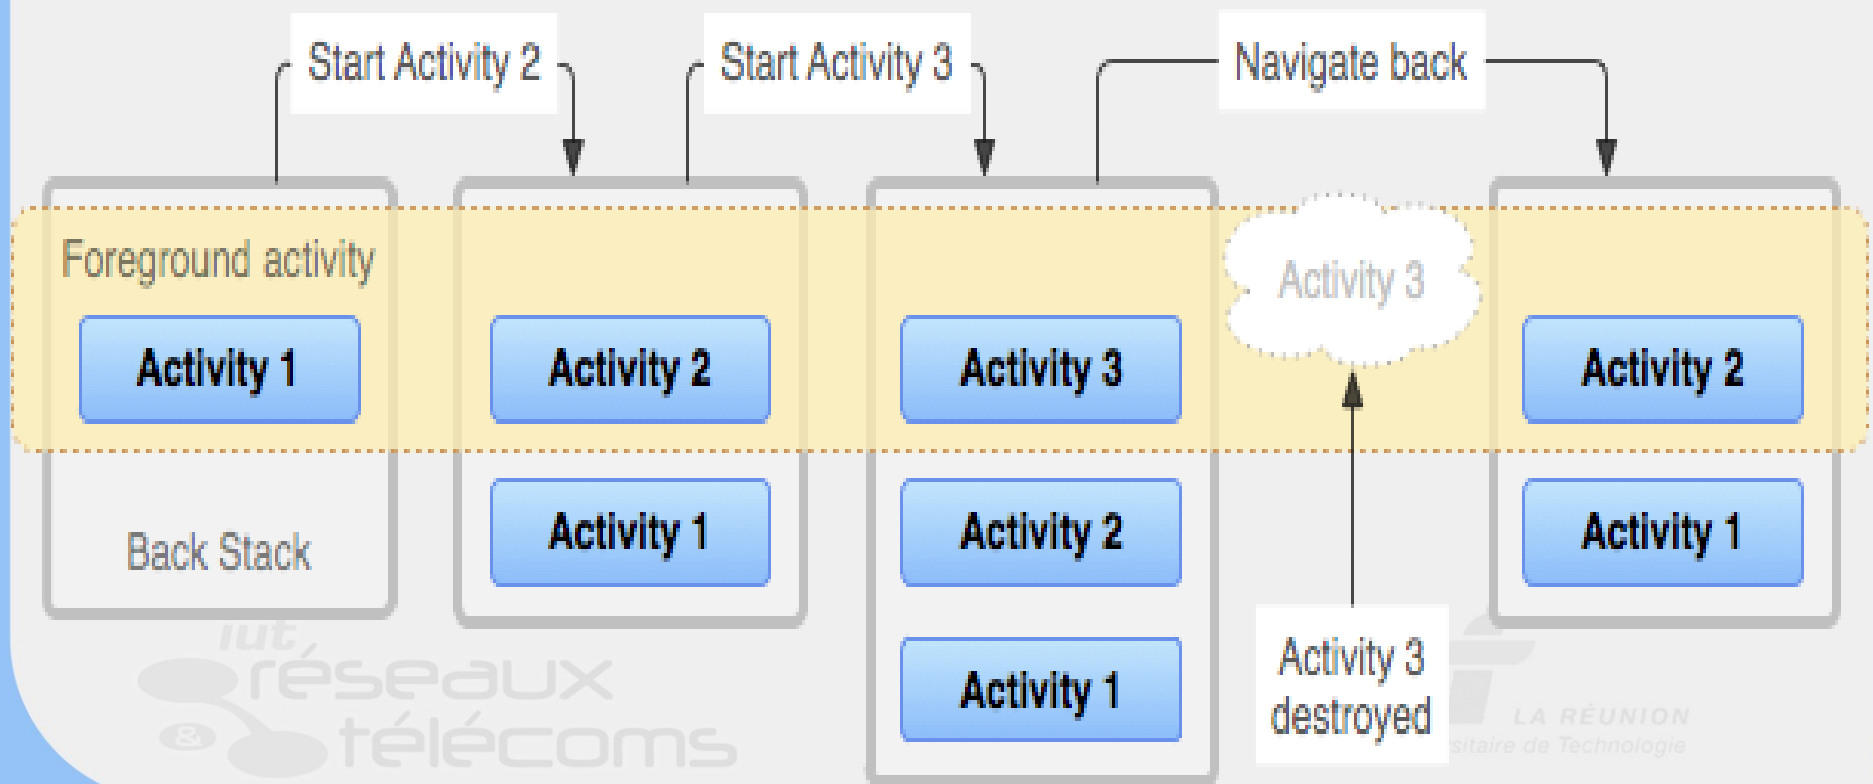 Start Activity 2
Start Activity 3
Navigate back
Foreground activity
Activity 1
Back Stack
Activity 2
Activity 1
Activity 3
Activity 2
Activity 1
Activity 3
Activity 3
destroyed
Activity 2
Activity 1
iut
réseaux
&
télécoms
LA RÉUNION
de Technologie